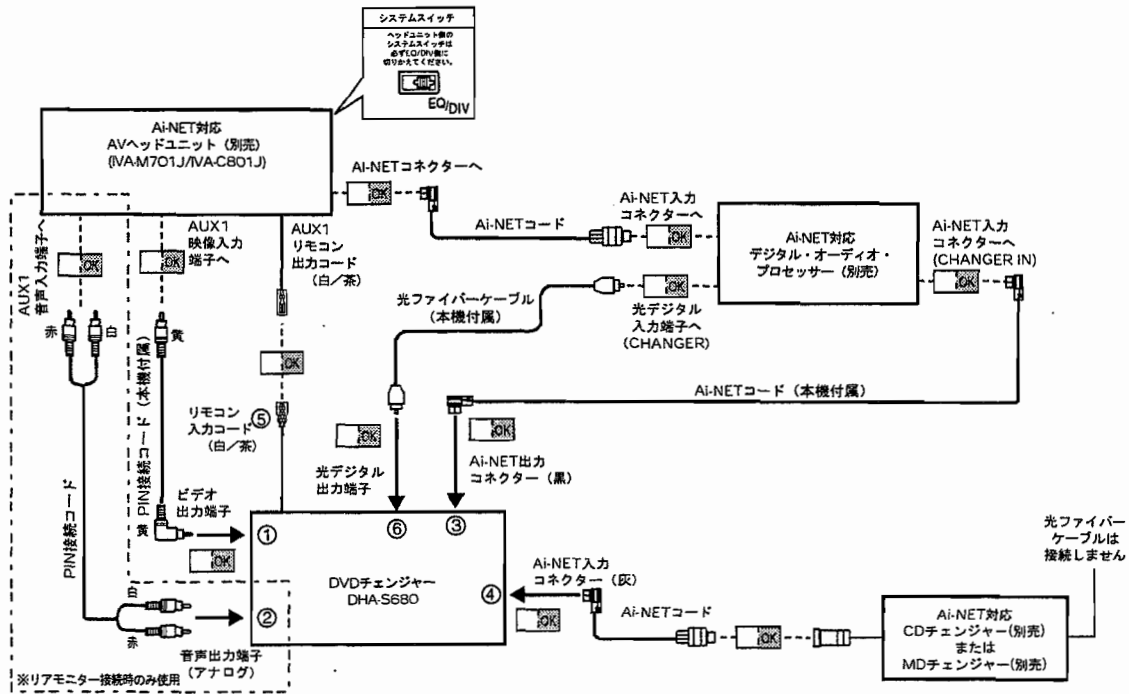 システムスイッチ
ヘッドユニット側の
システムスイッチは
必ずEQ/DIV側に
切りかえてください。
EQ/DIV
Ai-NET対応
AVヘッドユニット（別売）
(IVA-M701J/IVA-C801J)
Ai-NETコネクターへ
OK
Ai-NETコード
Ai-NET入力
コネクターへ
OK
Ai-NET対応
デジタル・オーディオ・
プロセッサー（別売）
Ai-NET入力
コネクターへ
(CHANGER IN)
OK
AUX1
音声入力端子へ
OK
AUX1
映像入力
端子へ
OK
AUX1
リモコン
出力コード
（白／茶）
光ファイバーケーブル
（本機付属）
OK
光デジタル
入力端子へ
(CHANGER)
赤
白
黄
OK
Ai-NETコード（本機付属）
PIN接続コード（本機付属）
リモコン
入力コード
（白／茶）
⑤
OK
光デジタル
出力端子
OK
Ai-NET出力
コネクター（黒）
PIN接続コード
ビデオ
出力端子
黄
OK
①
⑥
③
DVDチェンジャー
DHA-S680
④
②
Ai-NET入力
コネクター（灰）
OK
Ai-NETコード
OK
光ファイバー
ケーブルは
接続しません
Ai-NET対応
CDチェンジャー(別売)
または
MDチェンジャー(別売)
白
赤
音声出力端子
（アナログ）
※リアモニター接続時のみ使用